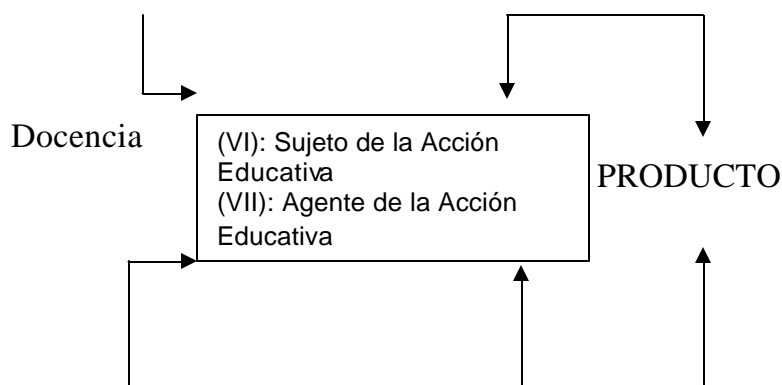 Docencia
(VI): Sujeto de la Acción
Educativa
(VII): Agente de la Acción
Educativa
PRODUCTO